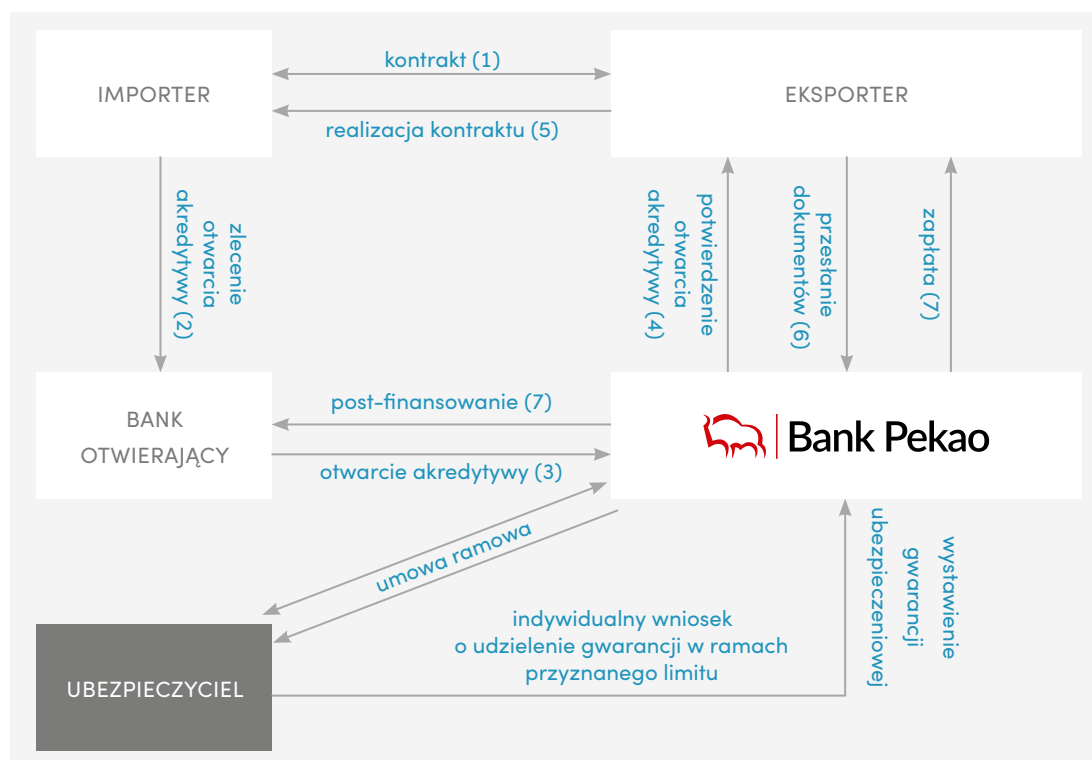 kontrakt (1)
IMPORTER
EKSPORTER
realizacja kontraktu (5)
zlecenie
otwarcia
akredytywy (2)
potwierdzenie
otwarcia
akredytywy (4)
przesłanie
dokumentów (6)
zapłata (7)
BANK
OTWIERAJĄCY
post-finansowanie (7)
otwarcie akredytywy (3)
Bank Pekao
umowa ramowa
wystawienie
gwarancji
ubezpieczeniowej
indywidualny wniosek
o udzielenie gwarancji w ramach
przyznanego limitu
UBEZPIECZYCIEL